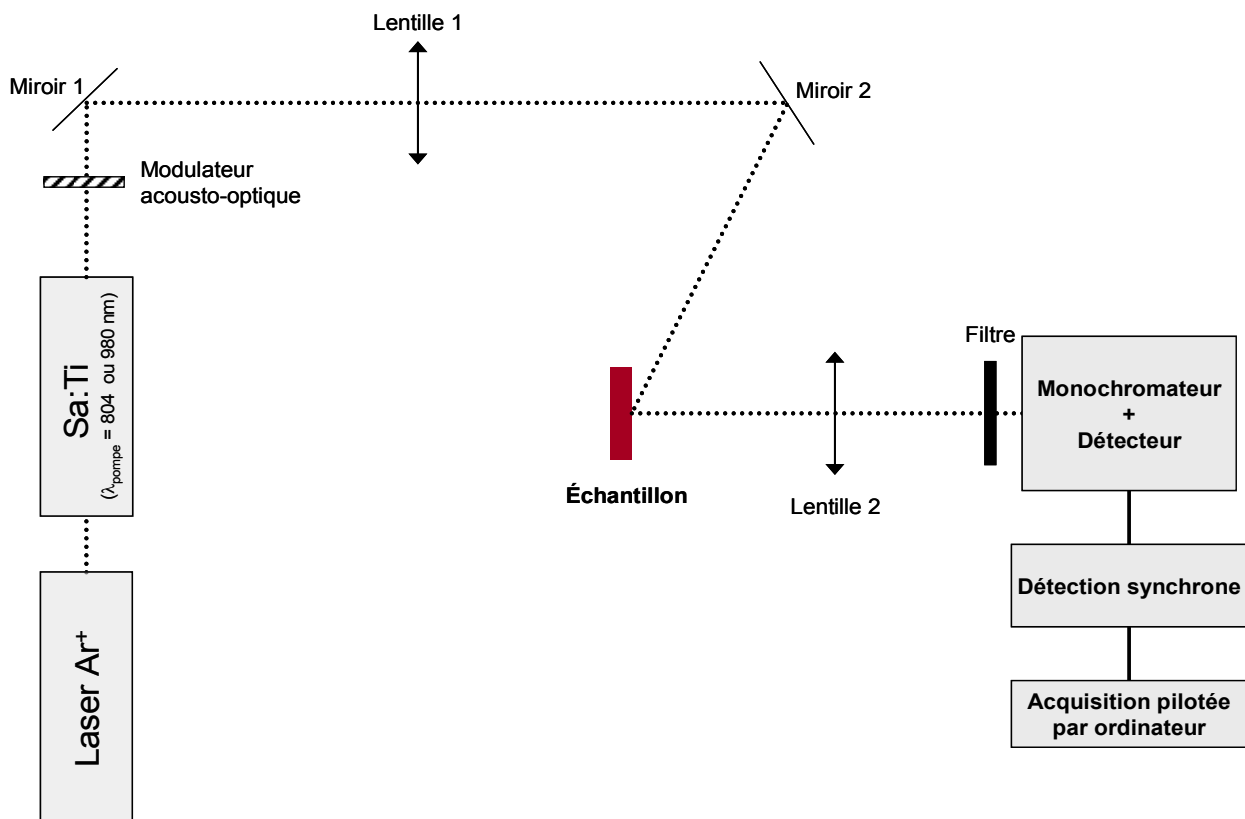 Lentille 1
Miroir 1
Miroir 2
Modulateur
acousto-optique
Sa:Ti
(λpompe = 804 ou 980 nm)
Laser Ar⁺
Filtre
Monochromateur
+
Détecteur
Échantillon
Lentille 2
Détection synchrone
Acquisition pilotée
par ordinateur